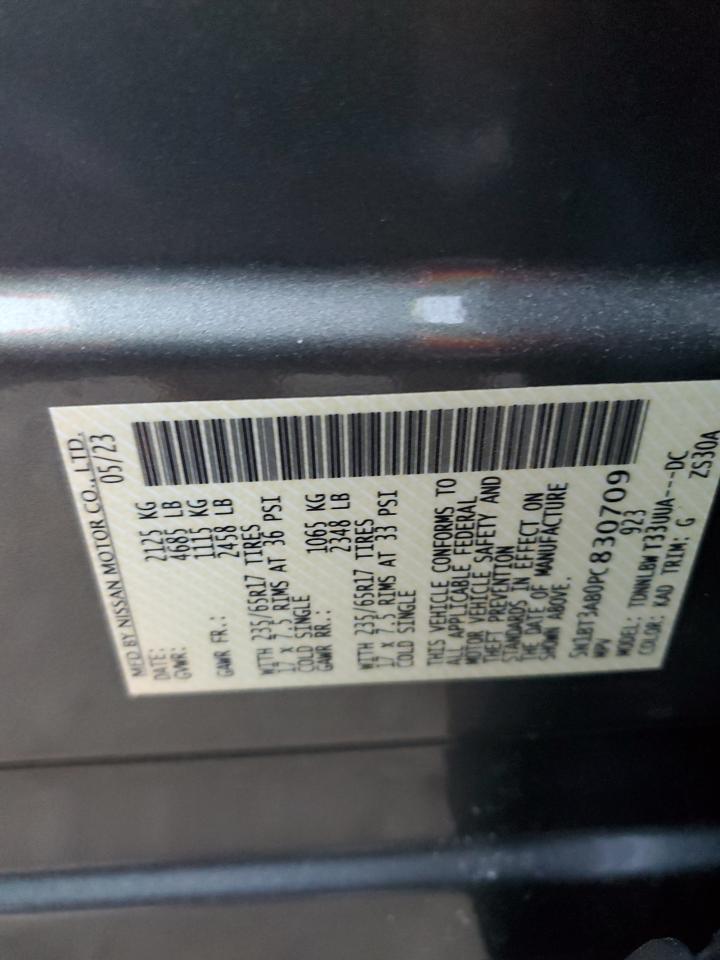 MFD BY NISSAN MOTOR CO., LTD.
DATE: 05/23
GVWR: 2125 KG
4685 LB
GAWR FR.: 1115 KG
2458 LB
WITH 235/65R17 TIRES
17 x 7.5 RIMS AT 36 PSI
COLD SINGLE
GAWR RR.: 1065 KG
2348 LB
WITH 235/65R17 TIRES
17 x 7.5 RIMS AT 33 PSI
COLD SINGLE
THIS VEHICLE CONFORMS TO
ALL APPLICABLE FEDERAL
MOTOR VEHICLE SAFETY AND
THEFT PREVENTION
STANDARDS IN EFFECT ON
THE DATE OF MANUFACTURE
SHOWN ABOVE.
5N1BT3AB0PC830709
MPV 923
MODEL: TDNNLBW T33UUA---DC
COLOR: KAD TRIM: G ZS30A